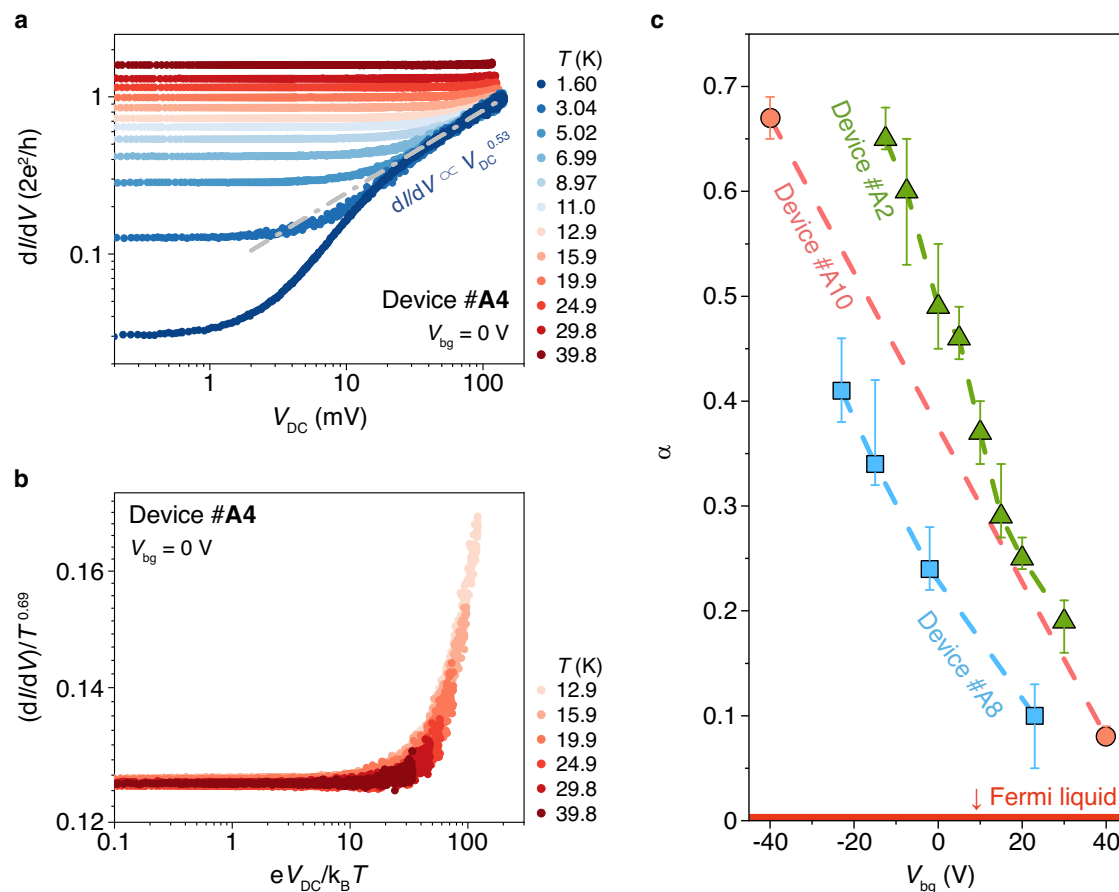 a
dI/dV (2e²/h)
1
0.1
1
10
100
V_DC (mV)
dI/dV ∝ V_DC^0.53
Device #A4
V_bg = 0 V
T (K)
1.60
3.04
5.02
6.99
8.97
11.0
12.9
15.9
19.9
24.9
29.8
39.8
b
(dI/dV)/T^0.69
0.16
0.14
0.12
0.1
1
10
100
eV_DC/k_BT
Device #A4
V_bg = 0 V
T (K)
12.9
15.9
19.9
24.9
29.8
39.8
c
α
0.7
0.6
0.5
0.4
0.3
0.2
0.1
0
-40
-20
0
20
40
V_bg (V)
Device #A2
Device #A10
Device #A8
↓ Fermi liquid